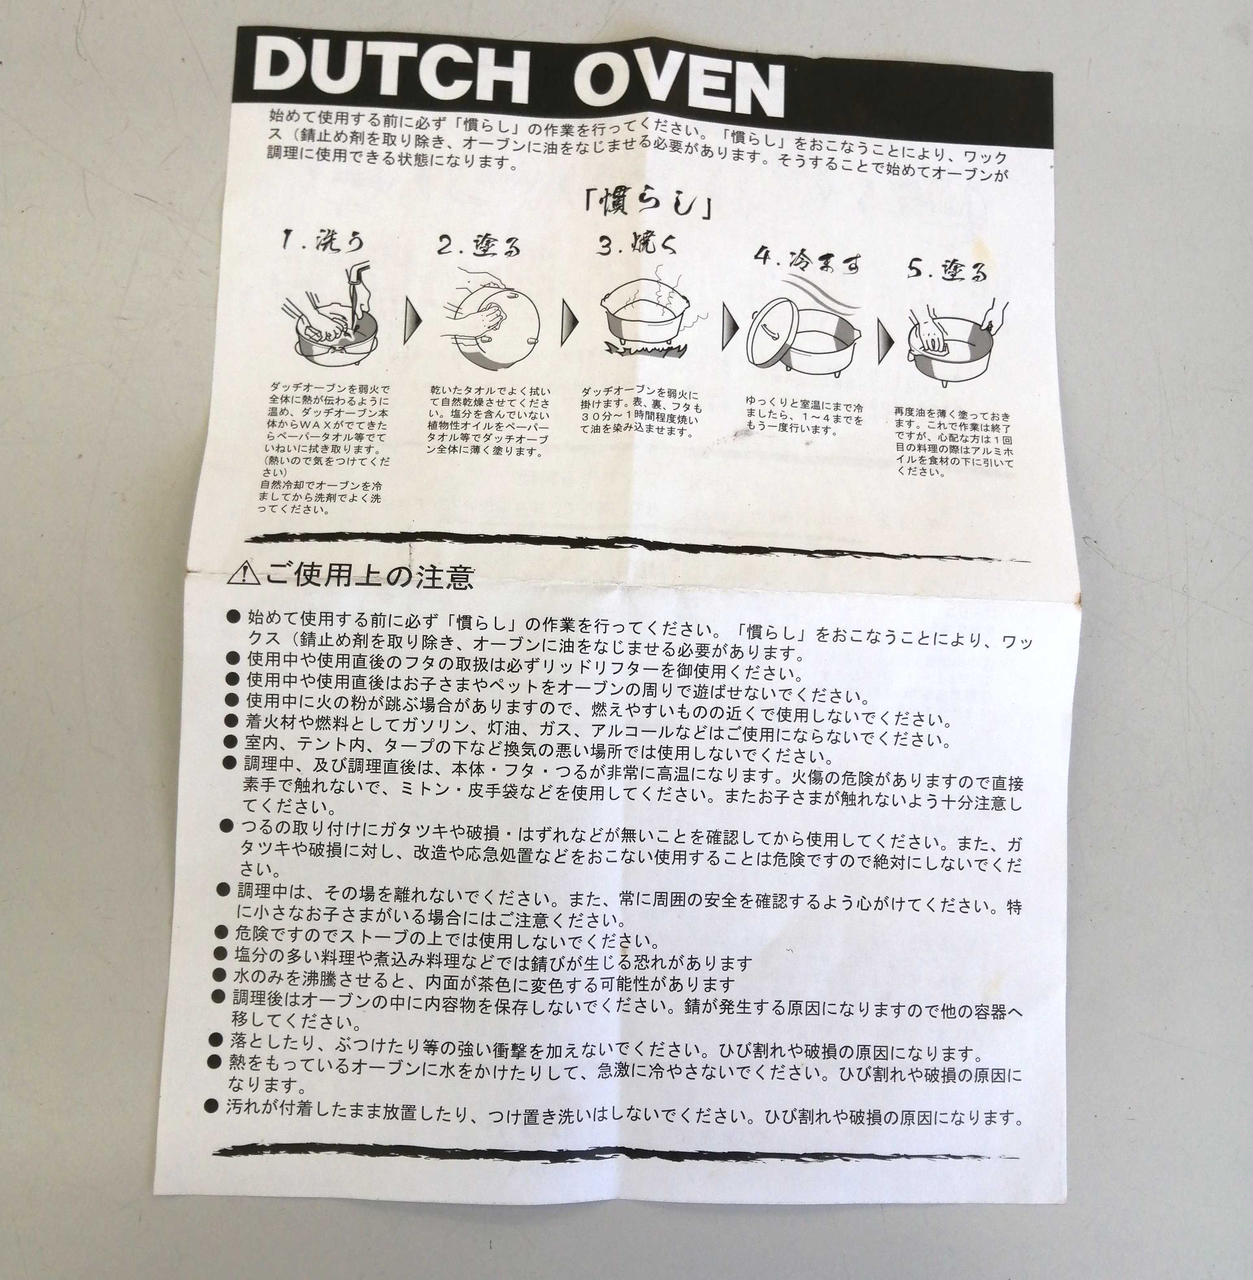 DUTCH OVEN
始めて使用する前に必ず「慣らし」の作業を行ってください。「慣らし」をおこなうことにより、ワック
ス（錆止め剤を取り除き、オーブンに油をなじませる必要があります。そうすることで始めてオーブンが
調理に使用できる状態になります。
「慣らし」
1.洗う
2.塗る
3.焼く
4.冷ます
5.塗る
ダッヂオーブンを弱火で
全体に熱が伝わるように
温め、ダッヂオーブン本
体からＷＡＸがでてきた
らペーパータオル等でて
いねいに拭き取ります。
（熱いので気をつけてくだ
さい）
自然冷却でオーブンを冷
ましてから洗剤でよく洗
ってください。
乾いたタオルでよく拭い
て自然乾燥させてくださ
い。塩分を含んでいない
植物性オイルをペーパー
タオル等でダッチオーブ
ン全体に薄く塗ります。
ダッヂオーブンを弱火に
掛けます。表、裏、フタも
３０分〜１時間程度焼い
て油を染み込ませます。
ゆっくりと室温にまで冷
ましたら、１〜４までを
もう一度行います。
再度油を薄く塗っておき
ます。これで作業は終了
ですが、心配な方は１回
目の料理の際はアルミホ
イルを食材の下に引いて
ください。
⚠ご使用上の注意
●始めて使用する前に必ず「慣らし」の作業を行ってください。「慣らし」をおこなうことにより、ワッ
クス（錆止め剤を取り除き、オーブンに油をなじませる必要があります。
●使用中や使用直後のフタの取扱は必ずリッドリフターを御使用ください。
●使用中や使用直後はお子さまやペットをオーブンの周りで遊ばせないでください。
●使用中に火の粉が跳ぶ場合がありますので、燃えやすいものの近くで使用しないでください。
●着火材や燃料としてガソリン、灯油、ガス、アルコールなどはご使用にならないでください。
●室内、テント内、タープの下など換気の悪い場所では使用しないでください。
●調理中、及び調理直後は、本体・フタ・つるが非常に高温になります。火傷の危険がありますので直接
素手で触れないで、ミトン・皮手袋などを使用してください。またお子さまが触れないよう十分注意し
てください。
●つるの取り付けにガタツキや破損・はずれなどが無いことを確認してから使用してください。また、ガ
タツキや破損に対し、改造や応急処置などをおこない使用することは危険ですので絶対にしないでくだ
さい。
●調理中は、その場を離れないでください。また、常に周囲の安全を確認するよう心がけてください。特
に小さなお子さまがいる場合にはご注意ください。
●危険ですのでストーブの上では使用しないでください。
●塩分の多い料理や煮込み料理などでは錆びが生じる恐れがあります
●水のみを沸騰させると、内面が茶色に変色する可能性があります
●調理後はオーブンの中に内容物を保存しないでください。錆が発生する原因になりますので他の容器へ
移してください。
●落としたり、ぶつけたり等の強い衝撃を加えないでください。ひび割れや破損の原因になります。
●熱をもっているオーブンに水をかけたりして、急激に冷やさないでください。ひび割れや破損の原因に
なります。
●汚れが付着したまま放置したり、つけ置き洗いはしないでください。ひび割れや破損の原因になります。